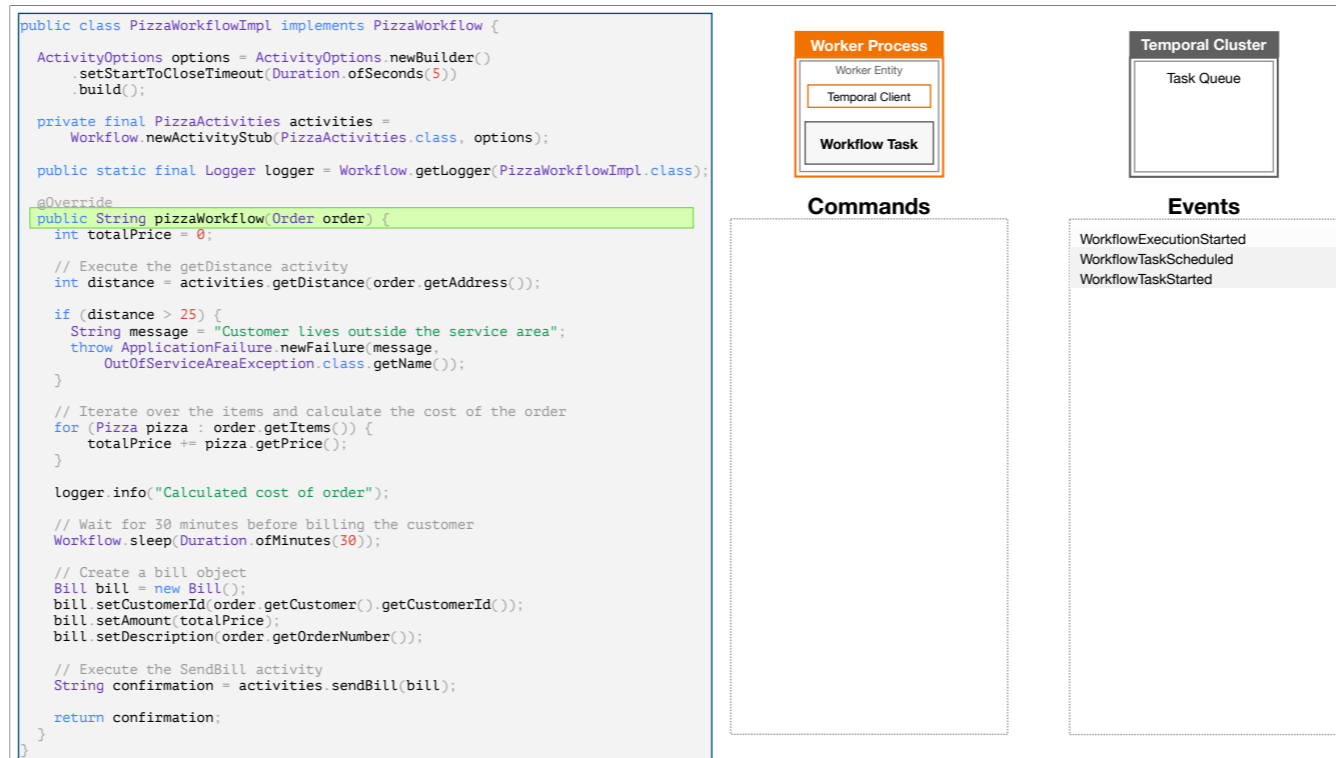 public class PizzaWorkflowImpl implements PizzaWorkflow {
ActivityOptions options = ActivityOptions.newBuilder()
.setStartToCloseTimeout(Duration.ofSeconds(5))
.build();
private final PizzaActivities activities =
Workflow.newActivityStub(PizzaActivities.class, options);
public static final Logger logger = Workflow.getLogger(PizzaWorkflowImpl.class);
@Override
public String pizzaWorkflow(Order order) {
int totalPrice = 0;
// Execute the getDistance activity
int distance = activities.getDistance(order.getAddress());
if (distance > 25) {
String message = "Customer lives outside the service area";
throw ApplicationFailure.newFailure(message,
OutOfServiceAreaException.class.getName());
}
// Iterate over the items and calculate the cost of the order
for (Pizza pizza : order.getItems()) {
totalPrice += pizza.getPrice();
}
logger.info("Calculated cost of order");
// Wait for 30 minutes before billing the customer
Workflow.sleep(Duration.ofMinutes(30));
// Create a bill object
Bill bill = new Bill();
bill.setCustomerId(order.getCustomer().getCustomerId());
bill.setAmount(totalPrice);
bill.setDescription(order.getOrderNumber());
// Execute the SendBill activity
String confirmation = activities.sendBill(bill);
return confirmation;
}
}
Worker Process
Worker Entity
Temporal Client
Workflow Task
Temporal Cluster
Task Queue
Commands
Events
WorkflowExecutionStarted
WorkflowTaskScheduled
WorkflowTaskStarted